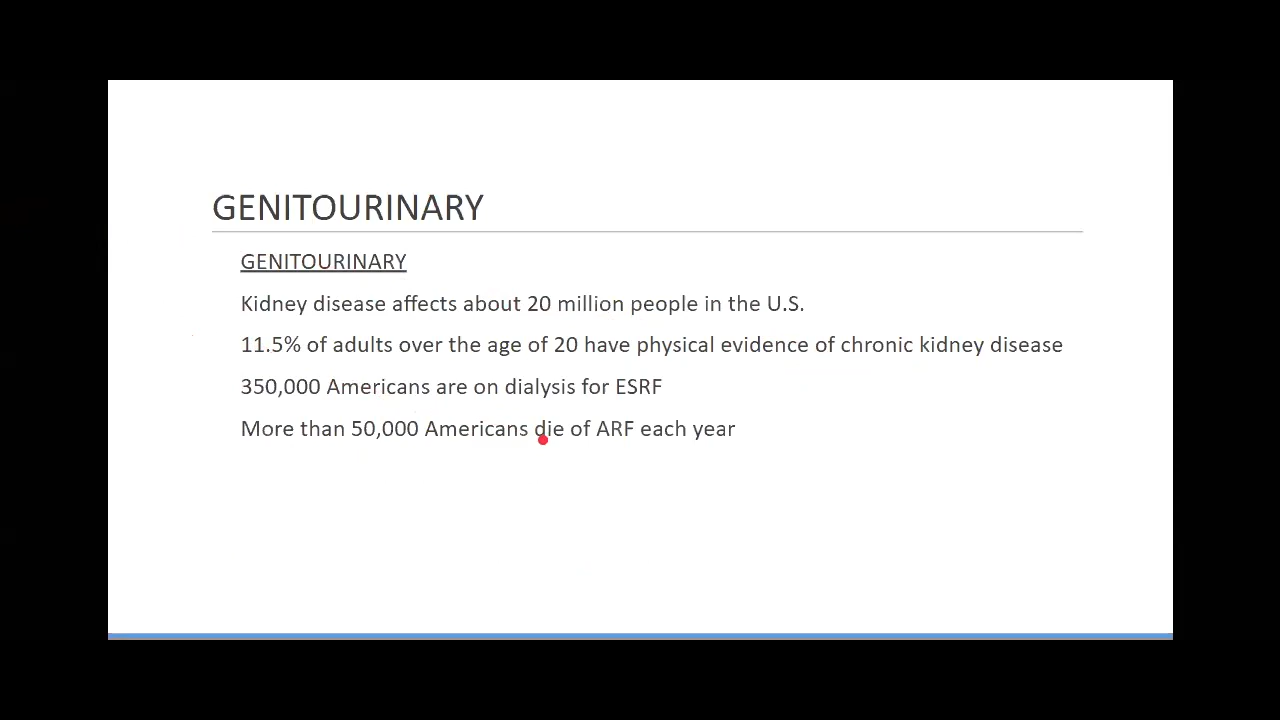 GENITOURINARY
GENITOURINARY
Kidney disease affects about 20 million people in the U.S.
11.5% of adults over the age of 20 have physical evidence of chronic kidney disease
350,000 Americans are on dialysis for ESRF
More than 50,000 Americans die of ARF each year